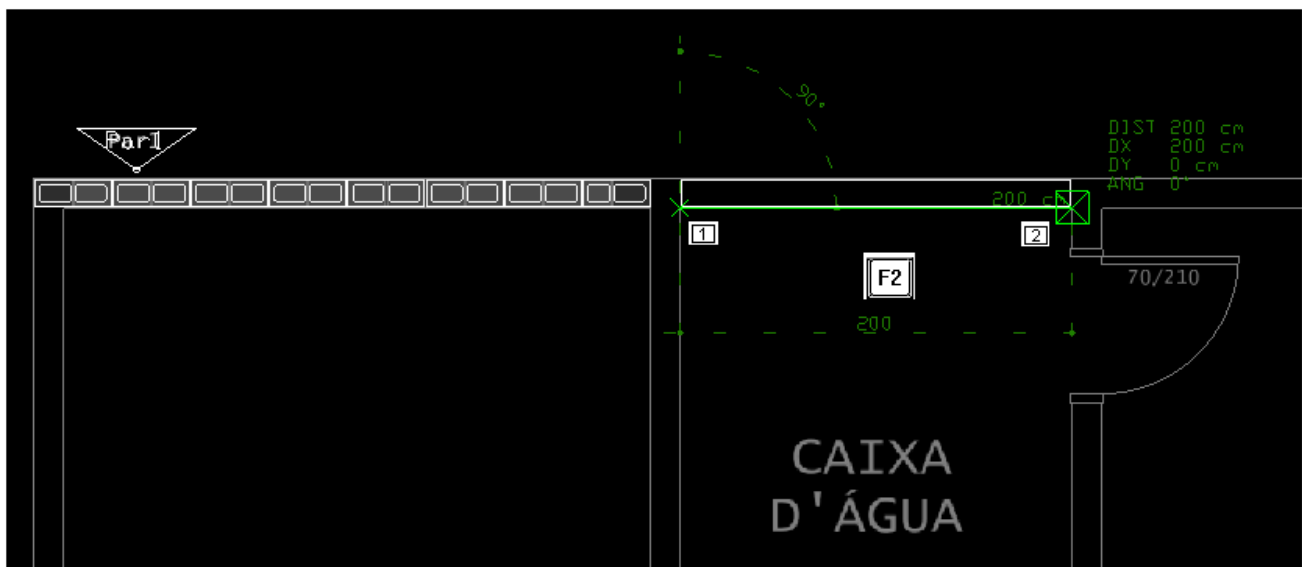 Par1
90°
DIST 200 cm
DX 200 cm
DY 0 cm
ANG 0°
200 cm
1
2
F2
70/210
200
CAIXA
D'ÁGUA